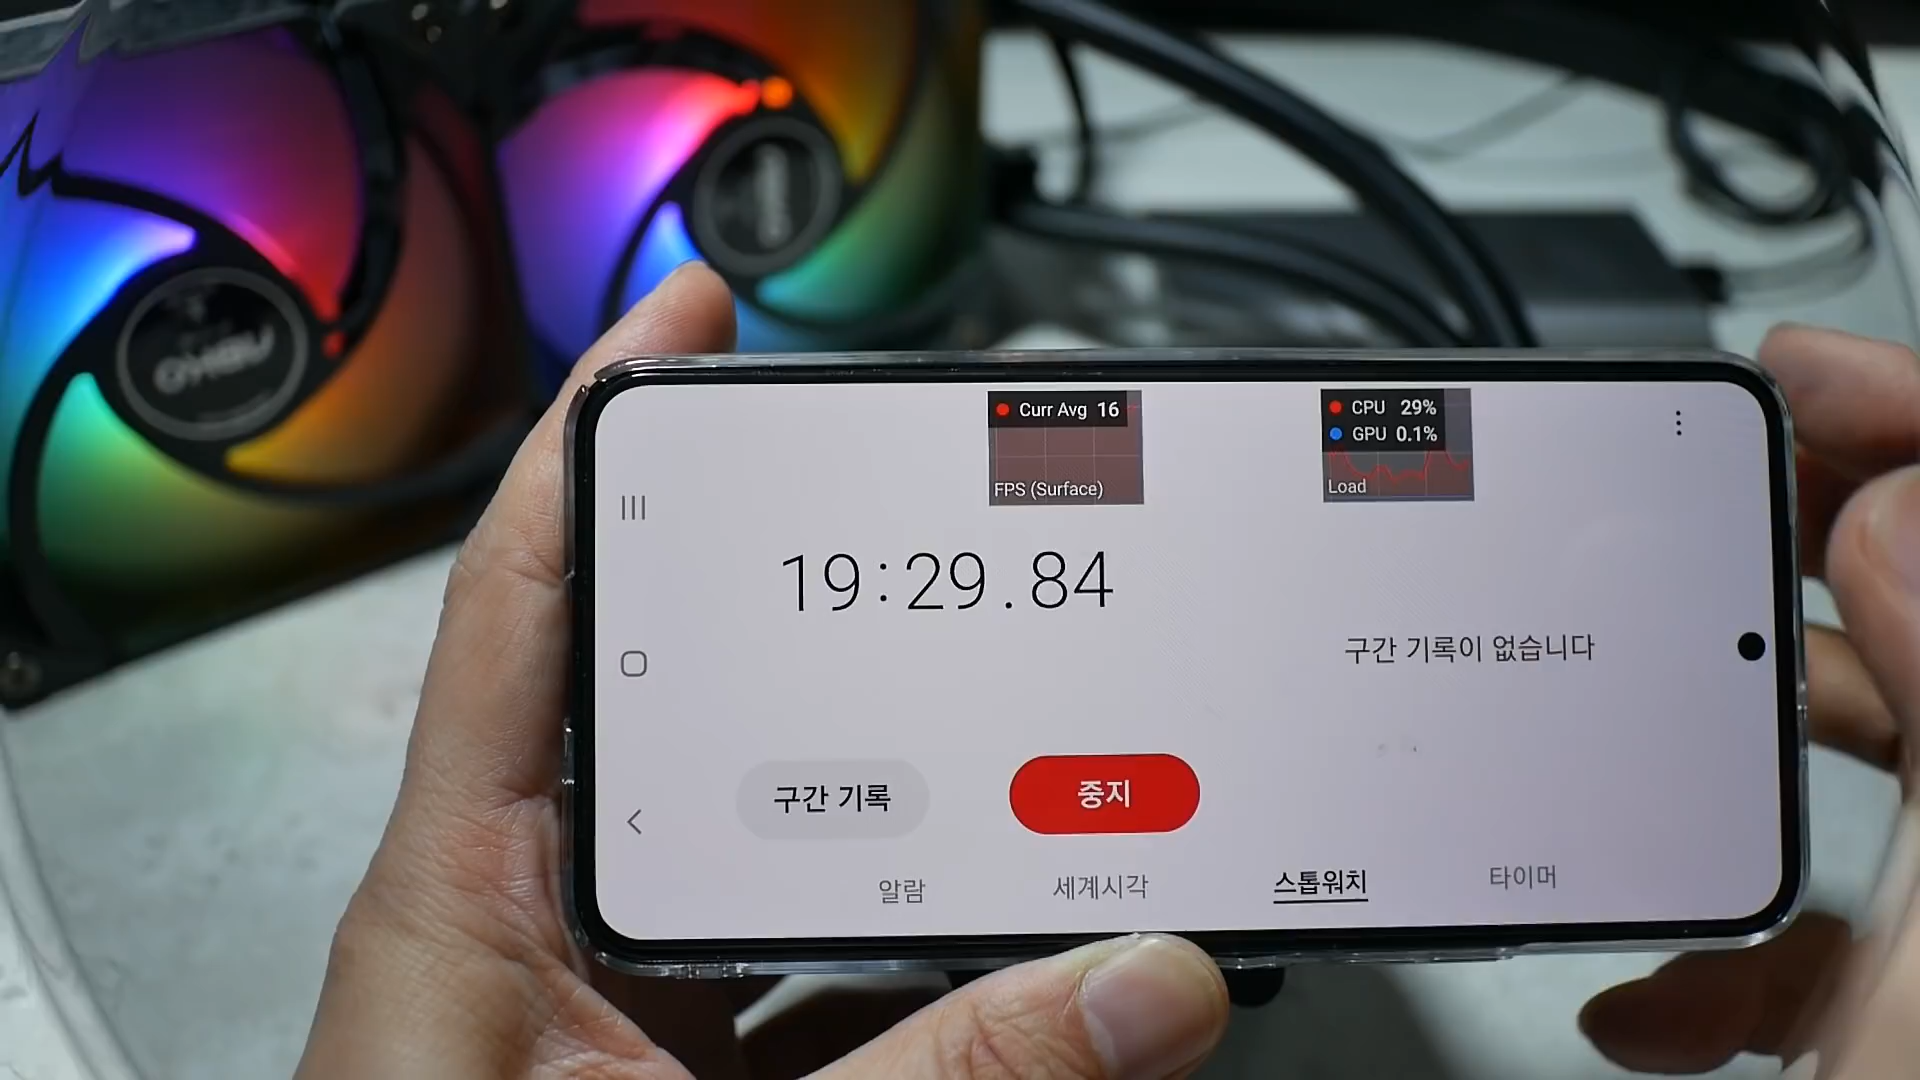 Curr Avg 16
FPS (Surface)
CPU 29%
GPU 0.1%
Load
19:29.84
구간 기록이 없습니다
구간 기록
중지
알람
세계시각
스톱워치
타이머